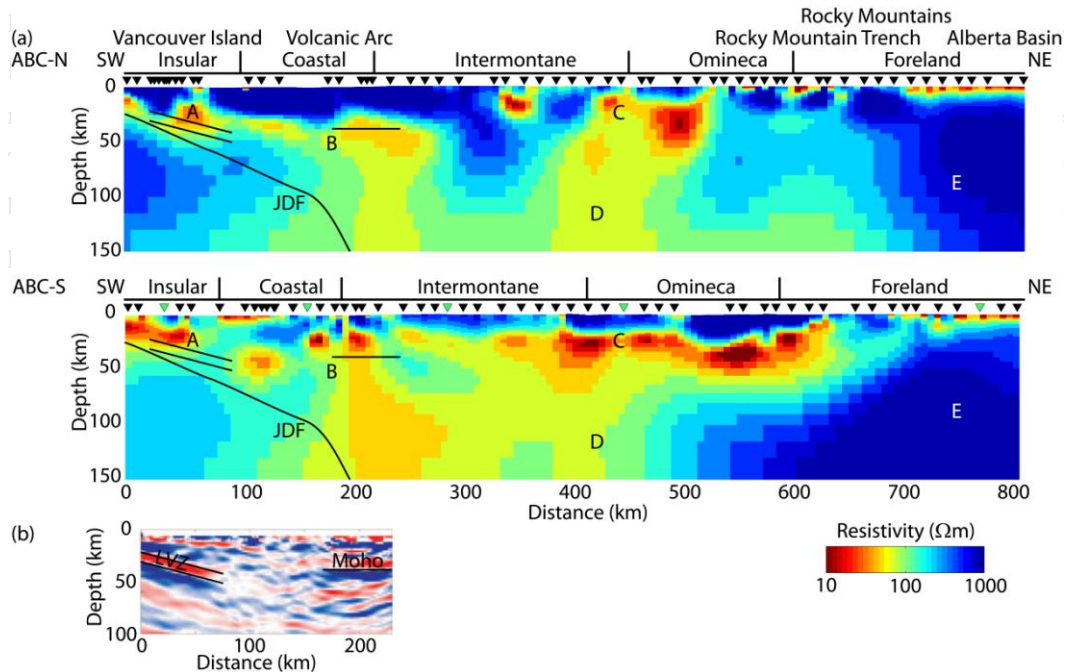 Rocky Mountains
(a) Vancouver Island Volcanic Arc Rocky Mountain Trench Alberta Basin
ABC-N SW Insular Coastal Intermontane Omineca Foreland NE
0
50
100
150
Depth (km)
A
B
C
D
E
JDF
ABC-S SW Insular Coastal Intermontane Omineca Foreland NE
0
50
100
150
Depth (km)
A
B
C
D
E
JDF
0 100 200 300 400 500 600 700 800
Distance (km)
(b)
0
50
100
Depth (km)
LVZ
Moho
0 100 200
Distance (km)
Resistivity (Ωm)
10 100 1000